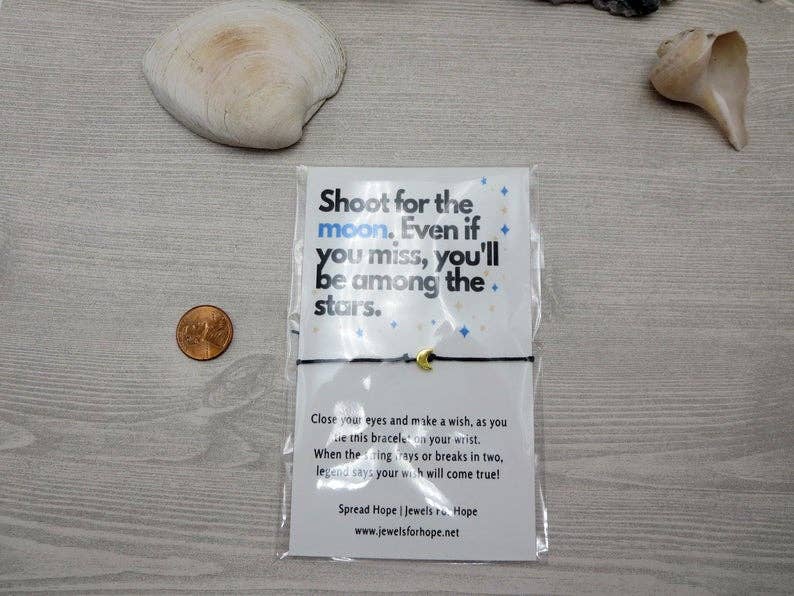 Shoot for the
moon. Even if
you miss, you'll
be among the
stars.
Close your eyes and make a wish, as you
tie this bracelet on your wrist.
When the string frays or breaks in two,
legend says your wish will come true!
Spread Hope | Jewels For Hope
www.jewelsforhope.net